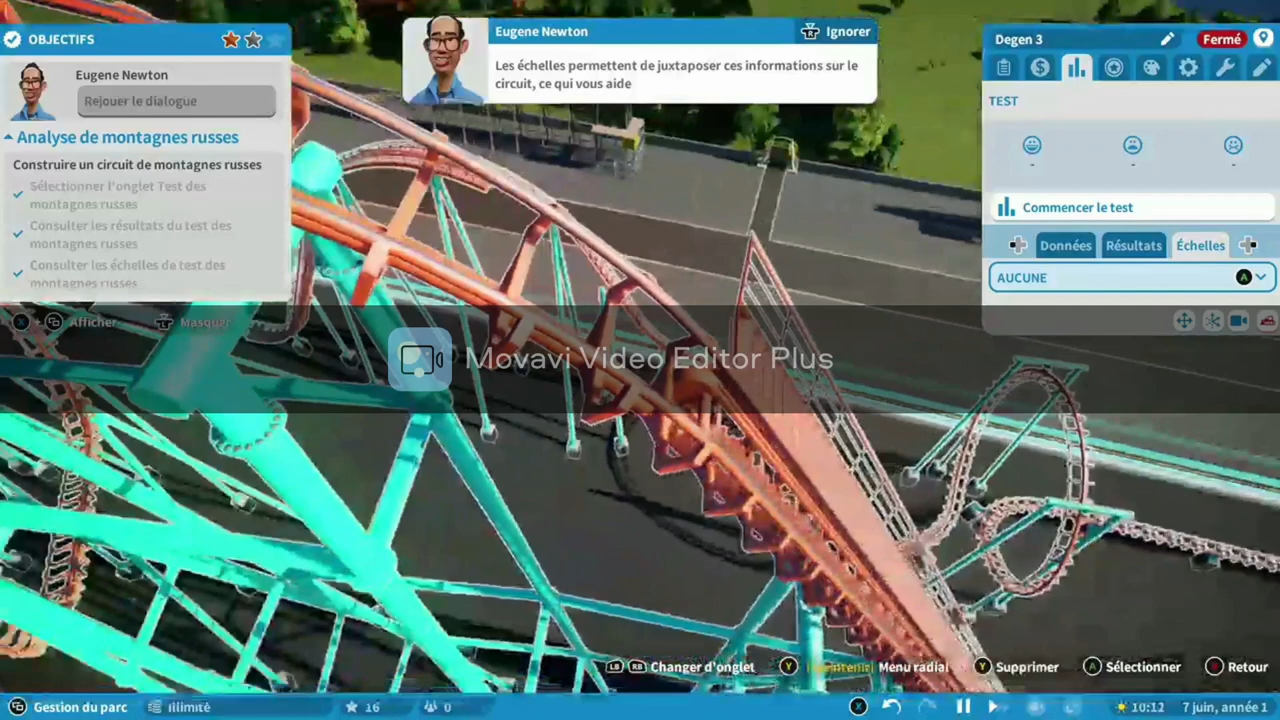 OBJECTIFS
Eugene Newton
Rejouer le dialogue
Analyse de montagnes russes
Construire un circuit de montagnes russes
Sélectionner l'onglet Test des
montagnes russes
Consulter les résultats du test des
montagnes russes
Consulter les échelles de test des
montagnes russes
X + Afficher
L Masquer
Eugene Newton
R Ignorer
Les échelles permettent de juxtaposer ces informations sur le
circuit, ce qui vous aide
Degen 3
Fermé
TEST
- - -
Commencer le test
Données Résultats Échelles
AUCUNE A
Movavi Video Editor Plus
LB RB Changer d'onglet Y Maintenir Menu radial Y Supprimer A Sélectionner Retour
Gestion du parc Illimité 16 0 X 10:12 7 juin, année 1